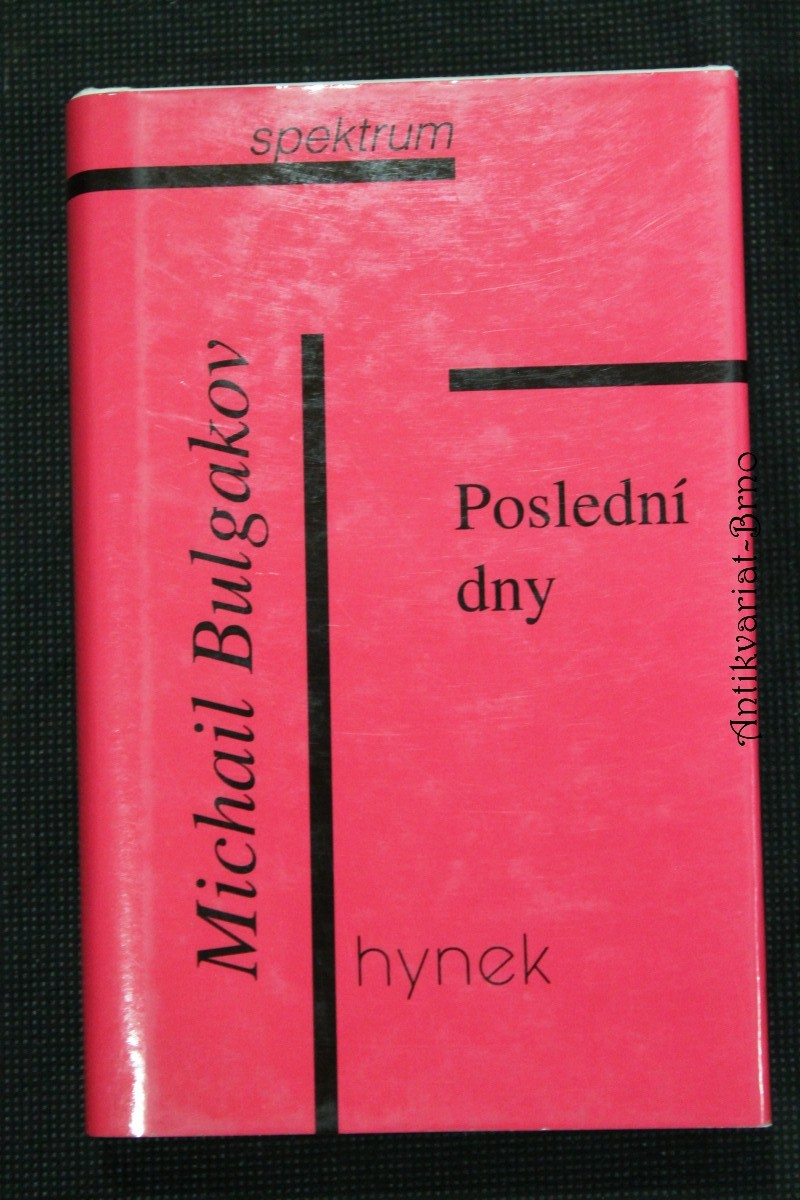 spektrum
Michail Bulgakov
Poslední
dny
hynek
Antikvariat-Brno